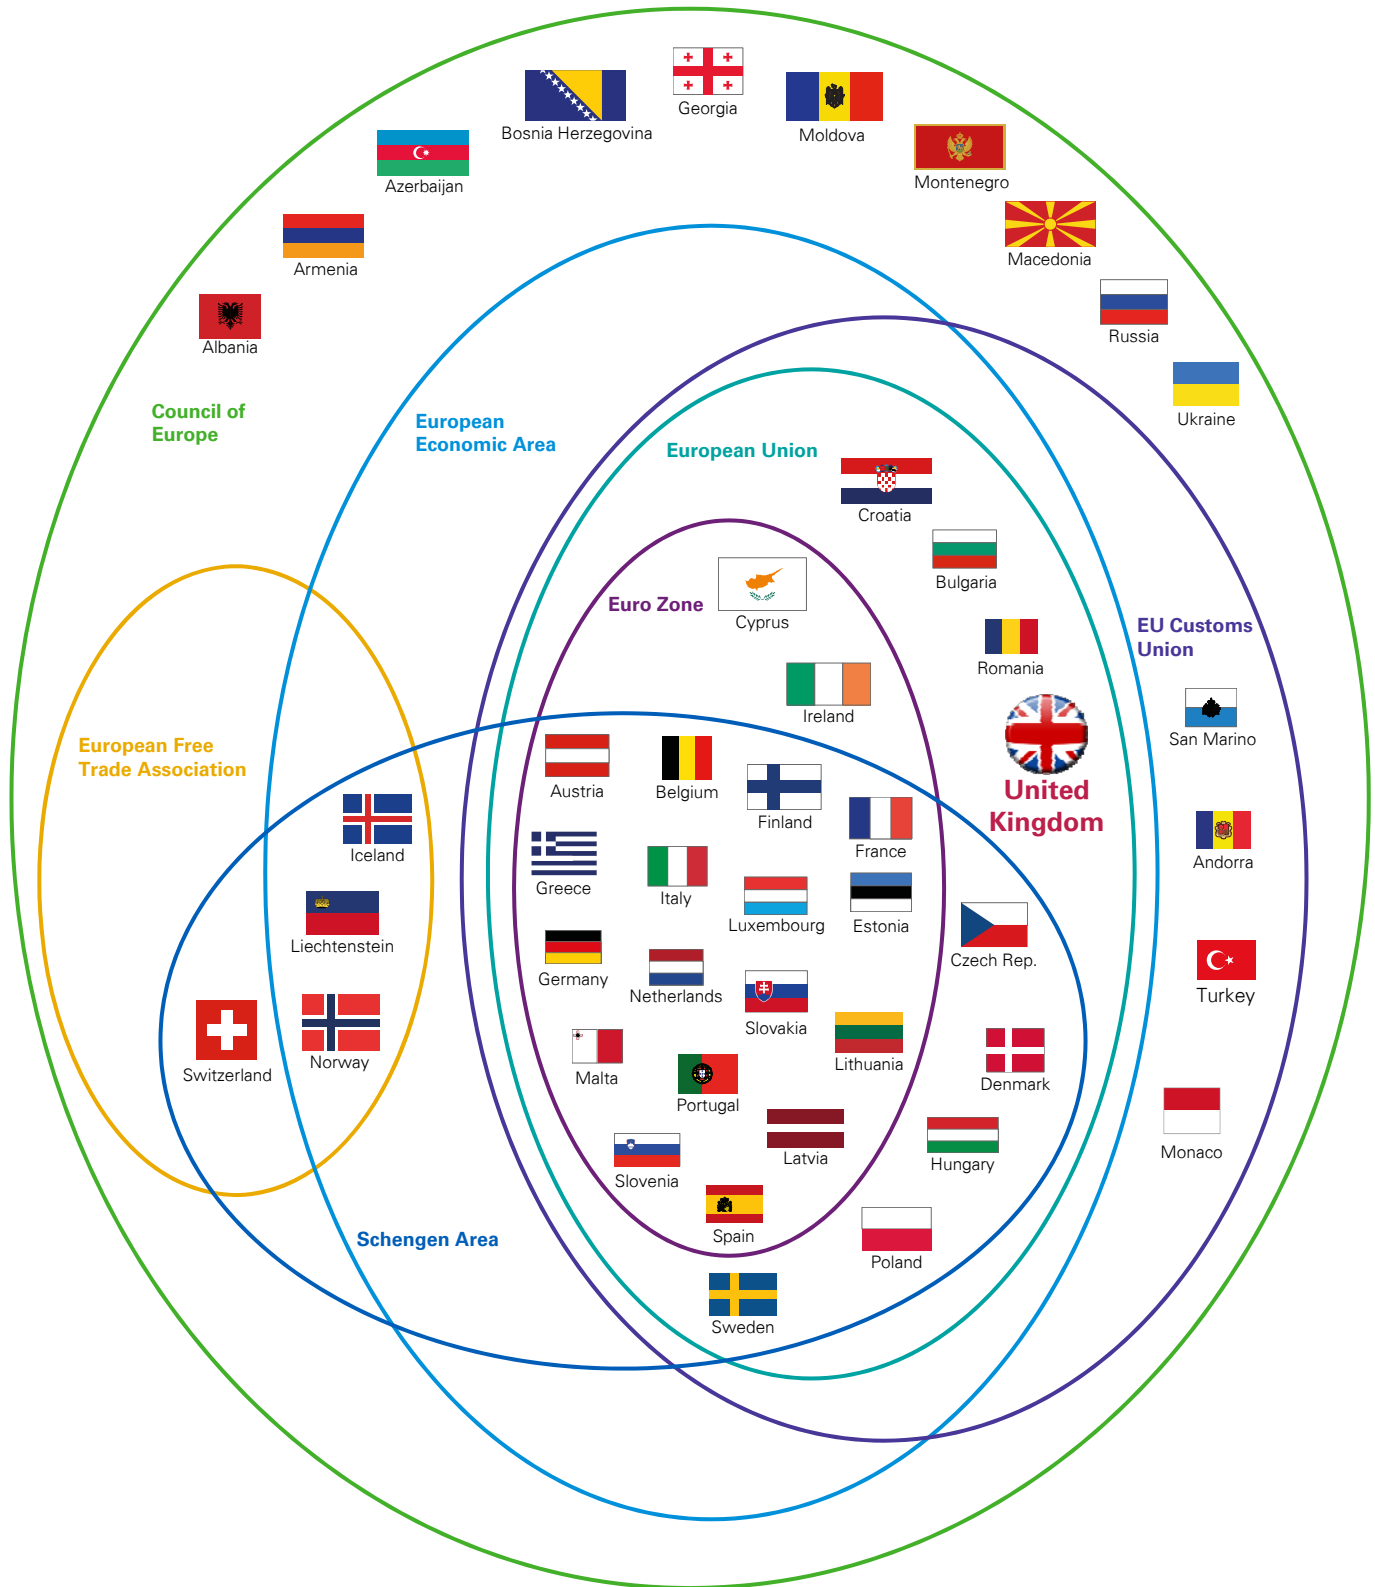 Georgia
Bosnia Herzegovina
Moldova
Azerbaijan
Montenegro
Macedonia
Armenia
Russia
Albania
Ukraine
Council of
Europe
European
Economic Area
European Union
Croatia
Bulgaria
Euro Zone
Cyprus
EU Customs
Union
Romania
Ireland
San Marino
European Free
Trade Association
United
Kingdom
Austria
Belgium
Finland
France
Iceland
Andorra
Greece
Italy
Luxembourg
Estonia
Liechtenstein
Czech Rep.
Germany
Netherlands
Turkey
Slovakia
Norway
Switzerland
Malta
Lithuania
Denmark
Portugal
Monaco
Latvia
Hungary
Slovenia
Schengen Area
Spain
Poland
Sweden